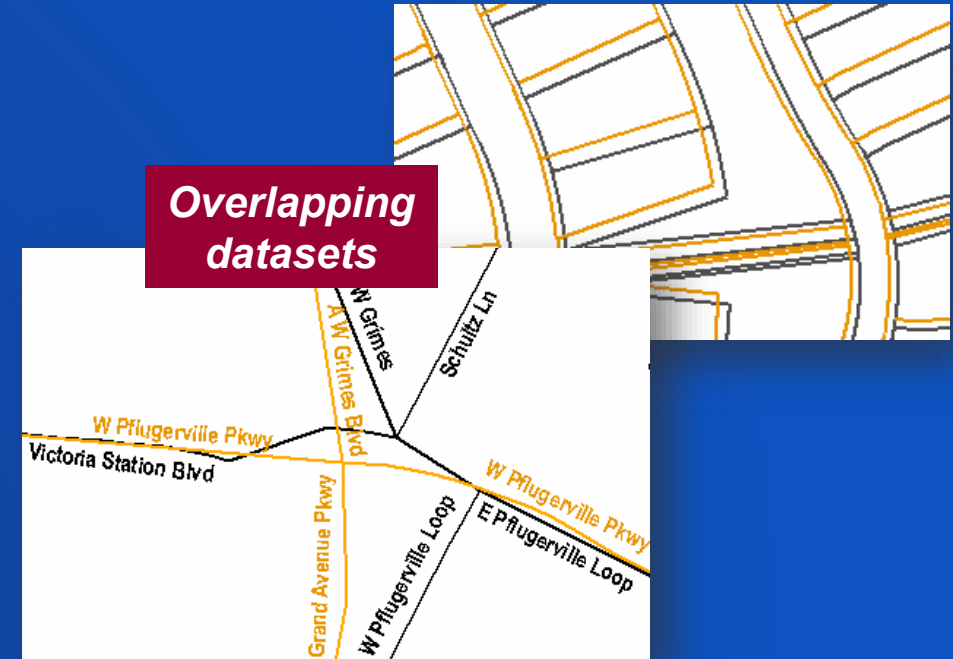 Overlapping
datasets
W Grimes
A W Grimes Blvd
Schultz Ln
W Pflugerville Pkwy
Victoria Station Blvd
W Pflugerville Pkwy
E Pflugerville Loop
Grand Avenue Pkwy
W Pflugerville Loop